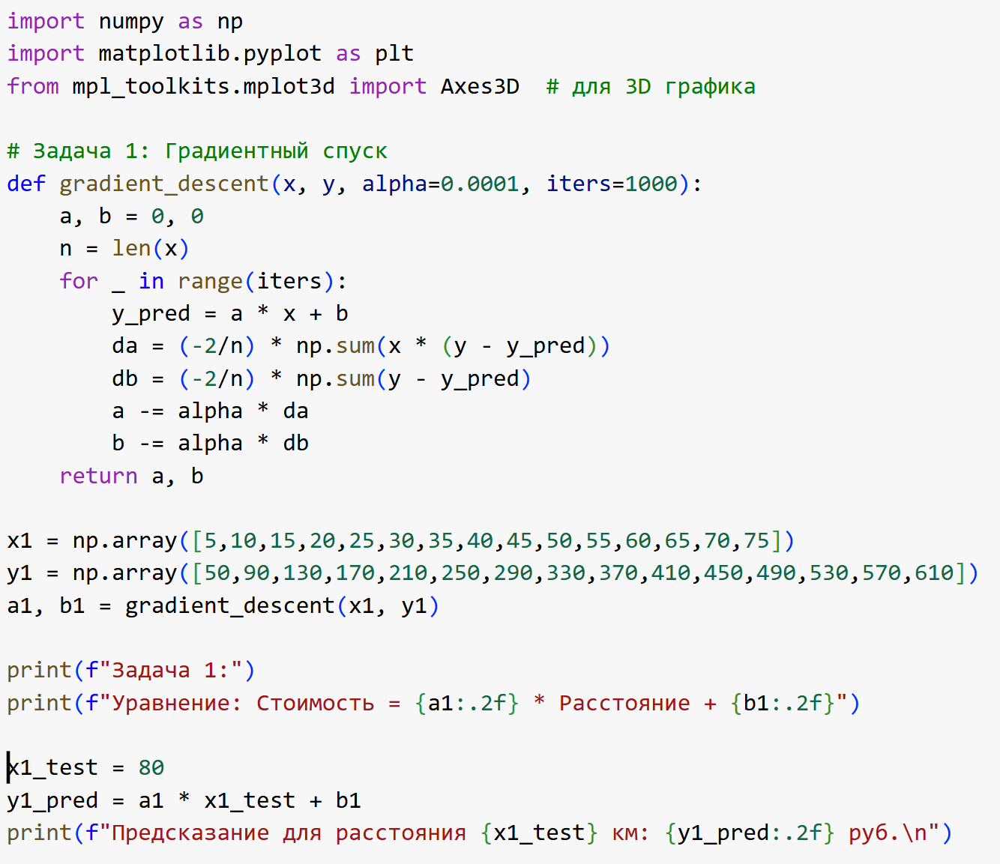 import numpy as np
import matplotlib.pyplot as plt
from mpl_toolkits.mplot3d import Axes3D  # для 3D графика

# Задача 1: Градиентный спуск
def gradient_descent(x, y, alpha=0.0001, iters=1000):
    a, b = 0, 0
    n = len(x)
    for _ in range(iters):
        y_pred = a * x + b
        da = (-2/n) * np.sum(x * (y - y_pred))
        db = (-2/n) * np.sum(y - y_pred)
        a -= alpha * da
        b -= alpha * db
    return a, b

x1 = np.array([5,10,15,20,25,30,35,40,45,50,55,60,65,70,75])
y1 = np.array([50,90,130,170,210,250,290,330,370,410,450,490,530,570,610])
a1, b1 = gradient_descent(x1, y1)

print(f"Задача 1:")
print(f"Уравнение: Стоимость = {a1:.2f} * Расстояние + {b1:.2f}")

x1_test = 80
y1_pred = a1 * x1_test + b1
print(f"Предсказание для расстояния {x1_test} км: {y1_pred:.2f} руб.\n")